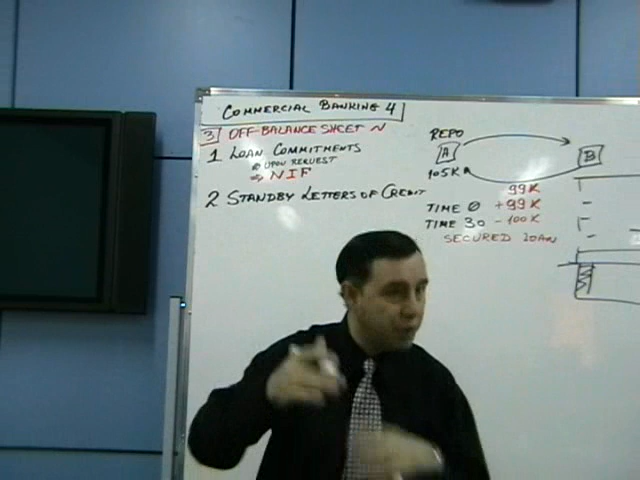 COMMERCIAL BANKING 4
3 OFF-BALANCE SHEET N
1 LOAN COMMITMENTS
UPON REQUEST
⇒ NIF
2 STANDBY LETTERS OF CREDIT
REPO
A
B
105K
99K
TIME 0 +99K
TIME 30 -100K
SECURED LOAN